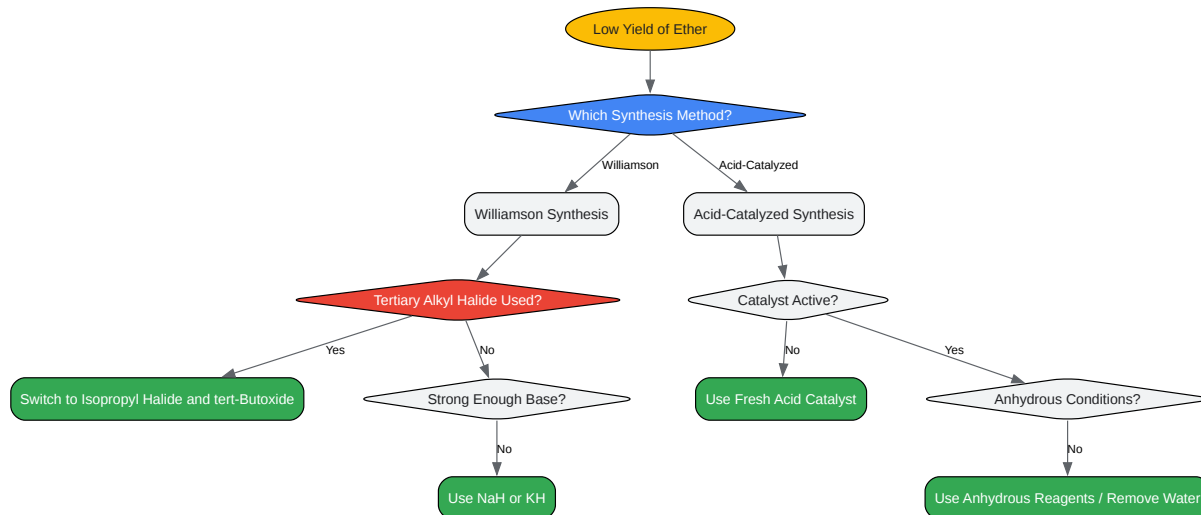 Low Yield of Ether
Which Synthesis Method?
Williamson
Acid-Catalyzed
Williamson Synthesis
Acid-Catalyzed Synthesis
Tertiary Alkyl Halide Used?
Catalyst Active?
Yes
No
No
Yes
Switch to Isopropyl Halide and tert-Butoxide
Strong Enough Base?
Use Fresh Acid Catalyst
Anhydrous Conditions?
No
No
Use NaH or KH
Use Anhydrous Reagents / Remove Water